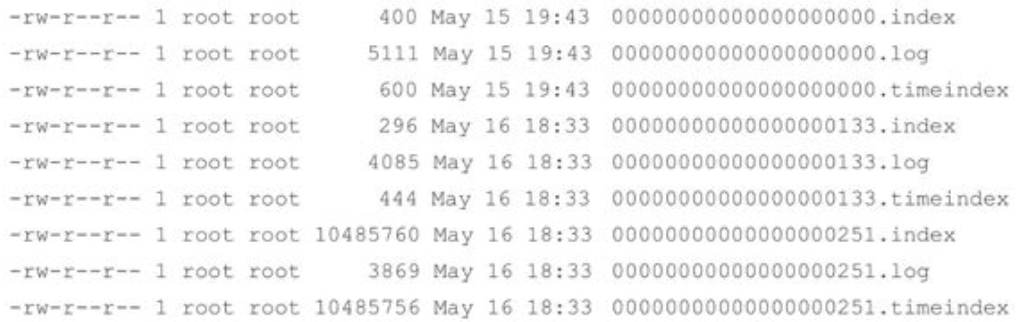 -rw-r--r-- 1 root root      400 May 15 19:43 00000000000000000000.index
-rw-r--r-- 1 root root     5111 May 15 19:43 00000000000000000000.log
-rw-r--r-- 1 root root      600 May 15 19:43 00000000000000000000.timeindex
-rw-r--r-- 1 root root      296 May 16 18:33 00000000000000000133.index
-rw-r--r-- 1 root root     4085 May 16 18:33 00000000000000000133.log
-rw-r--r-- 1 root root      444 May 16 18:33 00000000000000000133.timeindex
-rw-r--r-- 1 root root 10485760 May 16 18:33 00000000000000000251.index
-rw-r--r-- 1 root root     3869 May 16 18:33 00000000000000000251.log
-rw-r--r-- 1 root root 10485756 May 16 18:33 00000000000000000251.timeindex